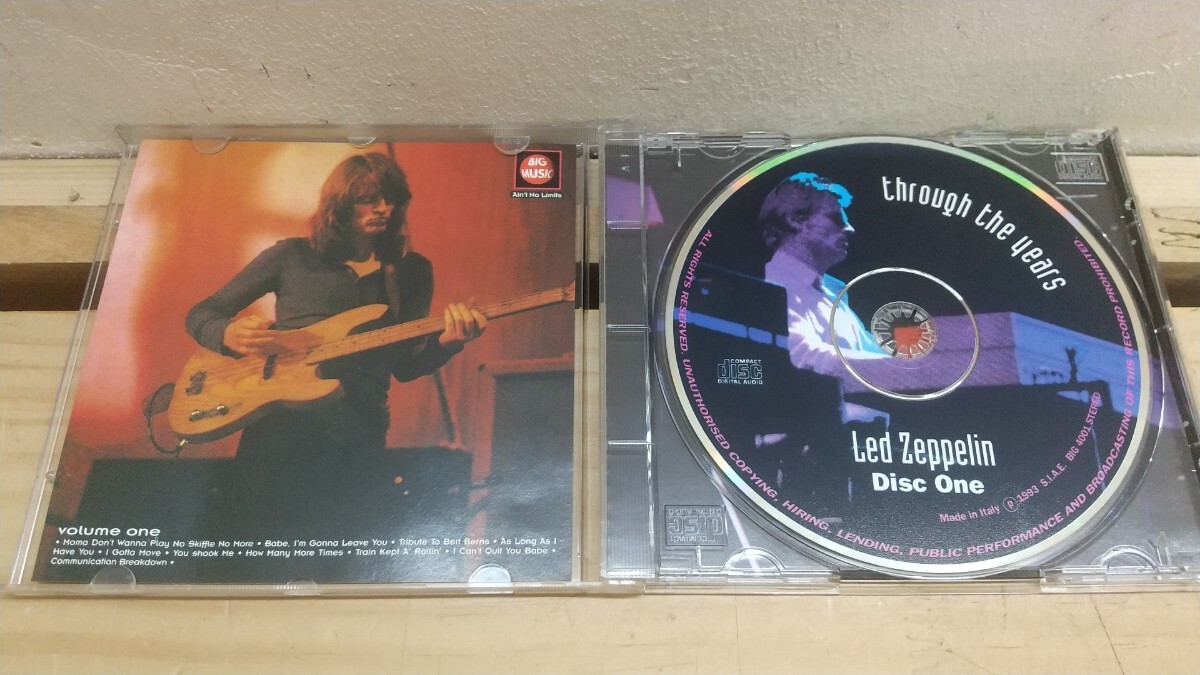 BIG
MUSIC
Ain't No Limits
volume one
• Moma Don't Wanna Play No Skiffle No More • Babe, I'm Gonna Leave You • Tribute To Bert Berns • As Long As I
Have You • I Gotta Move • You shook Me • How Many More Times • Train Kept A' Rollin' • I Can't Quit You Babe •
Communication Breakdown •
through the years
COMPACT
disc
DIGITAL AUDIO
Led Zeppelin
Disc One
Made in Italy Ⓟ 1993 S.I.A.E. BIG 4001 STEREO
ALL RIGHTS RESERVED. UNAUTHORISED COPYING, HIRING, LENDING, PUBLIC PERFORMANCE AND BROADCASTING OF THIS RECORD PROHIBITED.
disc